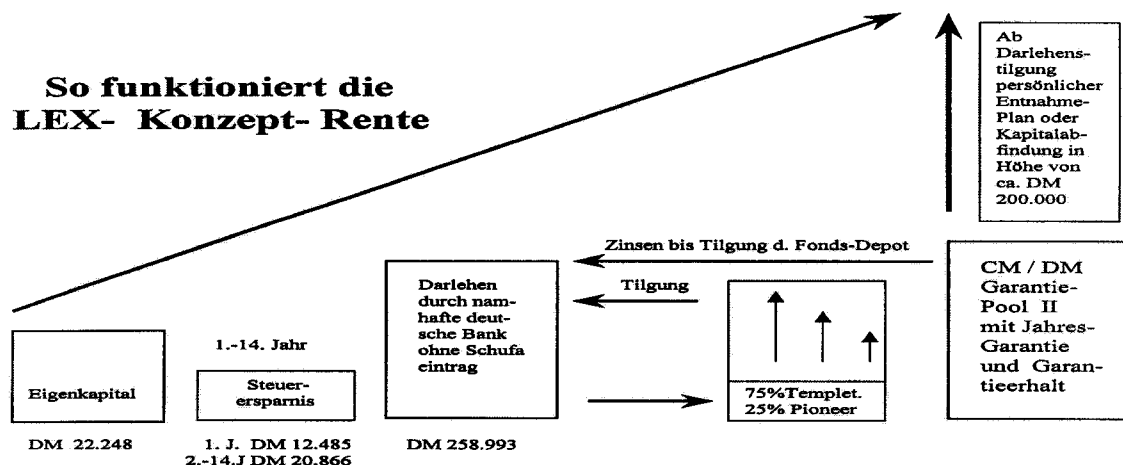 So funktioniert die
LEX- Konzept- Rente
Ab
Darlehens-
tilgung
persönlicher
Entnahme-
Plan oder
Kapitalab-
findung in
Höhe von
ca. DM
200.000
Zinsen bis Tilgung d. Fonds-Depot
Tilgung
CM / DM
Garantie-
Pool II
mit Jahres-
Garantie
und Garan-
tieerhalt
Darlehen
durch nam-
hafte deut-
sche Bank
ohne Schufa
eintrag
1.-14. Jahr
Eigenkapital
Steuer-
ersparnis
75%Templet.
25% Pioneer
DM 22.248
1. J. DM 12.485
2.-14.J DM 20.866
DM 258.993